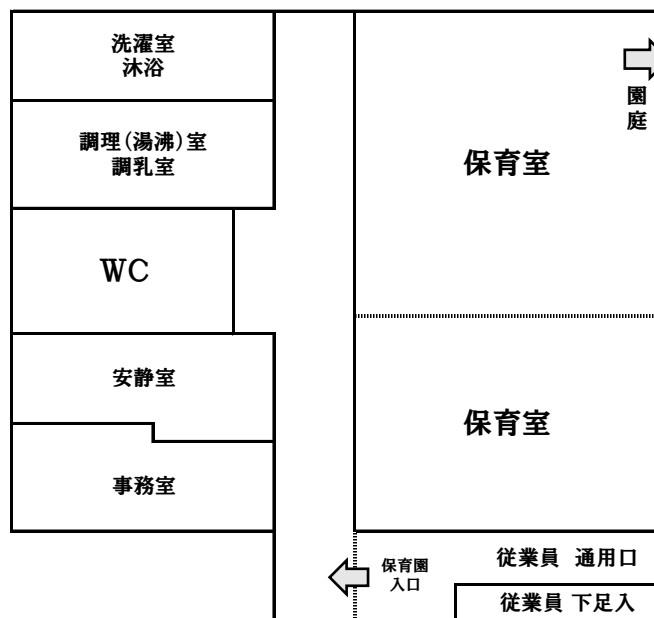 洗濯室
沐浴
園
庭
調理(湯沸)室
調乳室
保育室
WC
安静室
保育室
事務室
従業員 通用口
保育園
入口
従業員 下足入